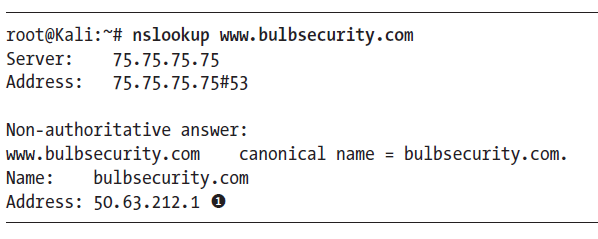 root@Kali:~# nslookup www.bulbsecurity.com
Server:    75.75.75.75
Address:   75.75.75.75#53

Non-authoritative answer:
www.bulbsecurity.com    canonical name = bulbsecurity.com.
Name:    bulbsecurity.com
Address: 50.63.212.1 ❶